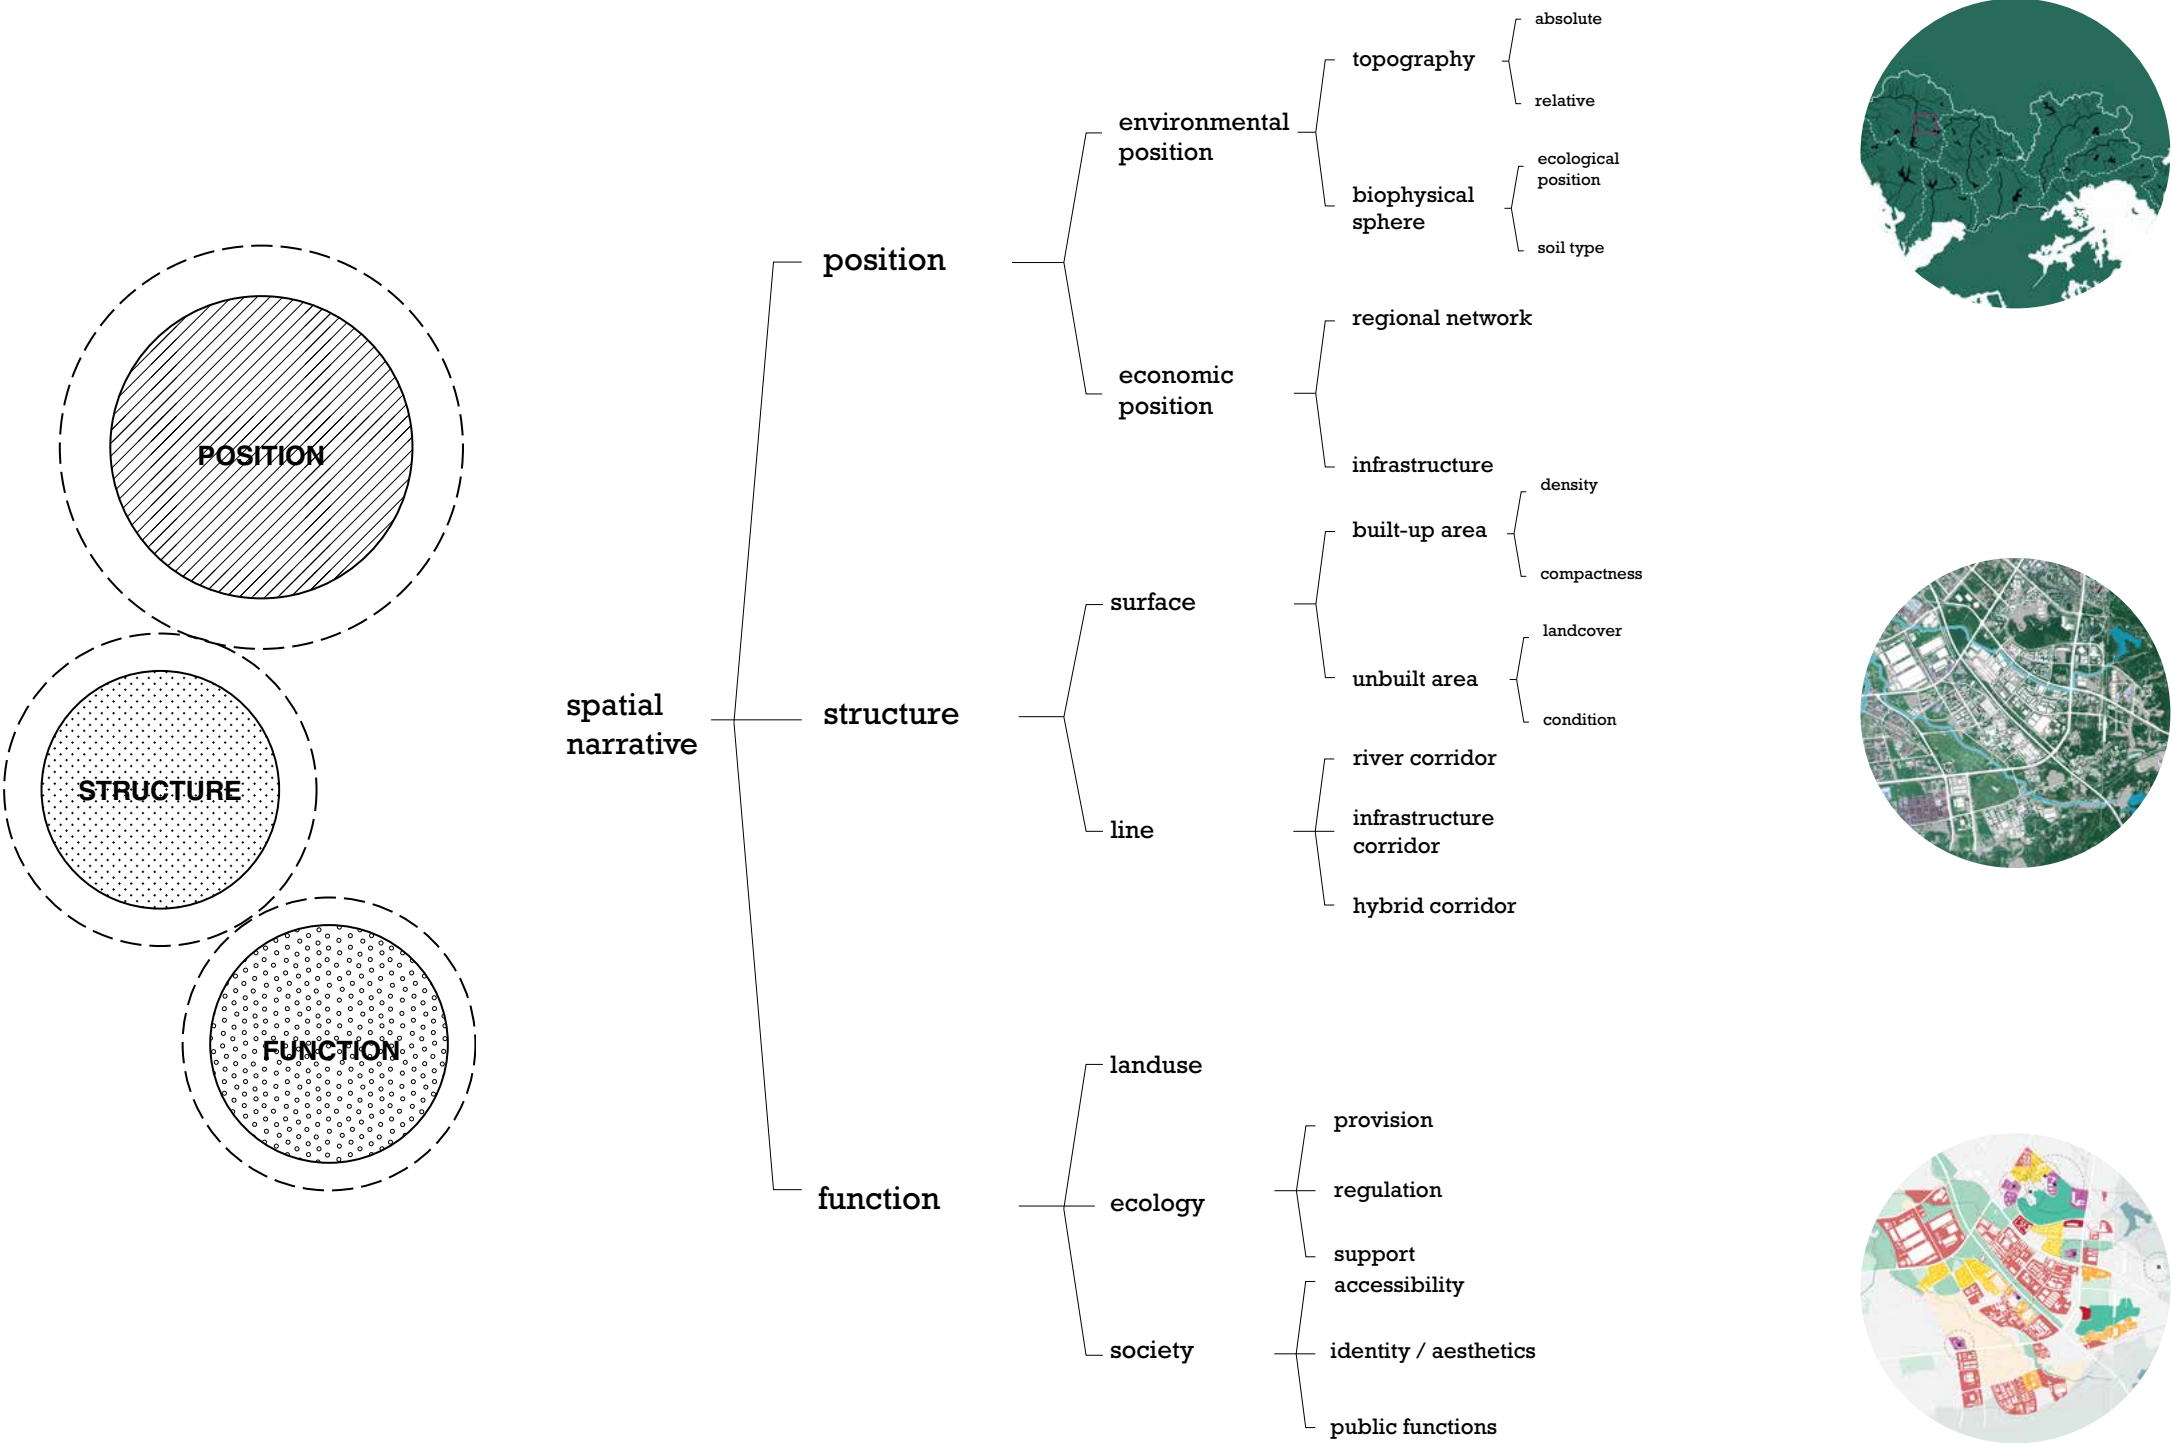 POSITION
STRUCTURE
FUNCTION
spatial
narrative
position
environmental
position
topography
absolute
relative
biophysical
sphere
ecological
position
soil type
economic
position
regional network
infrastructure
structure
surface
built-up area
density
compactness
unbuilt area
landcover
condition
line
river corridor
infrastructure
corridor
hybrid corridor
function
landuse
ecology
provision
regulation
support
society
accessibility
identity / aesthetics
public functions